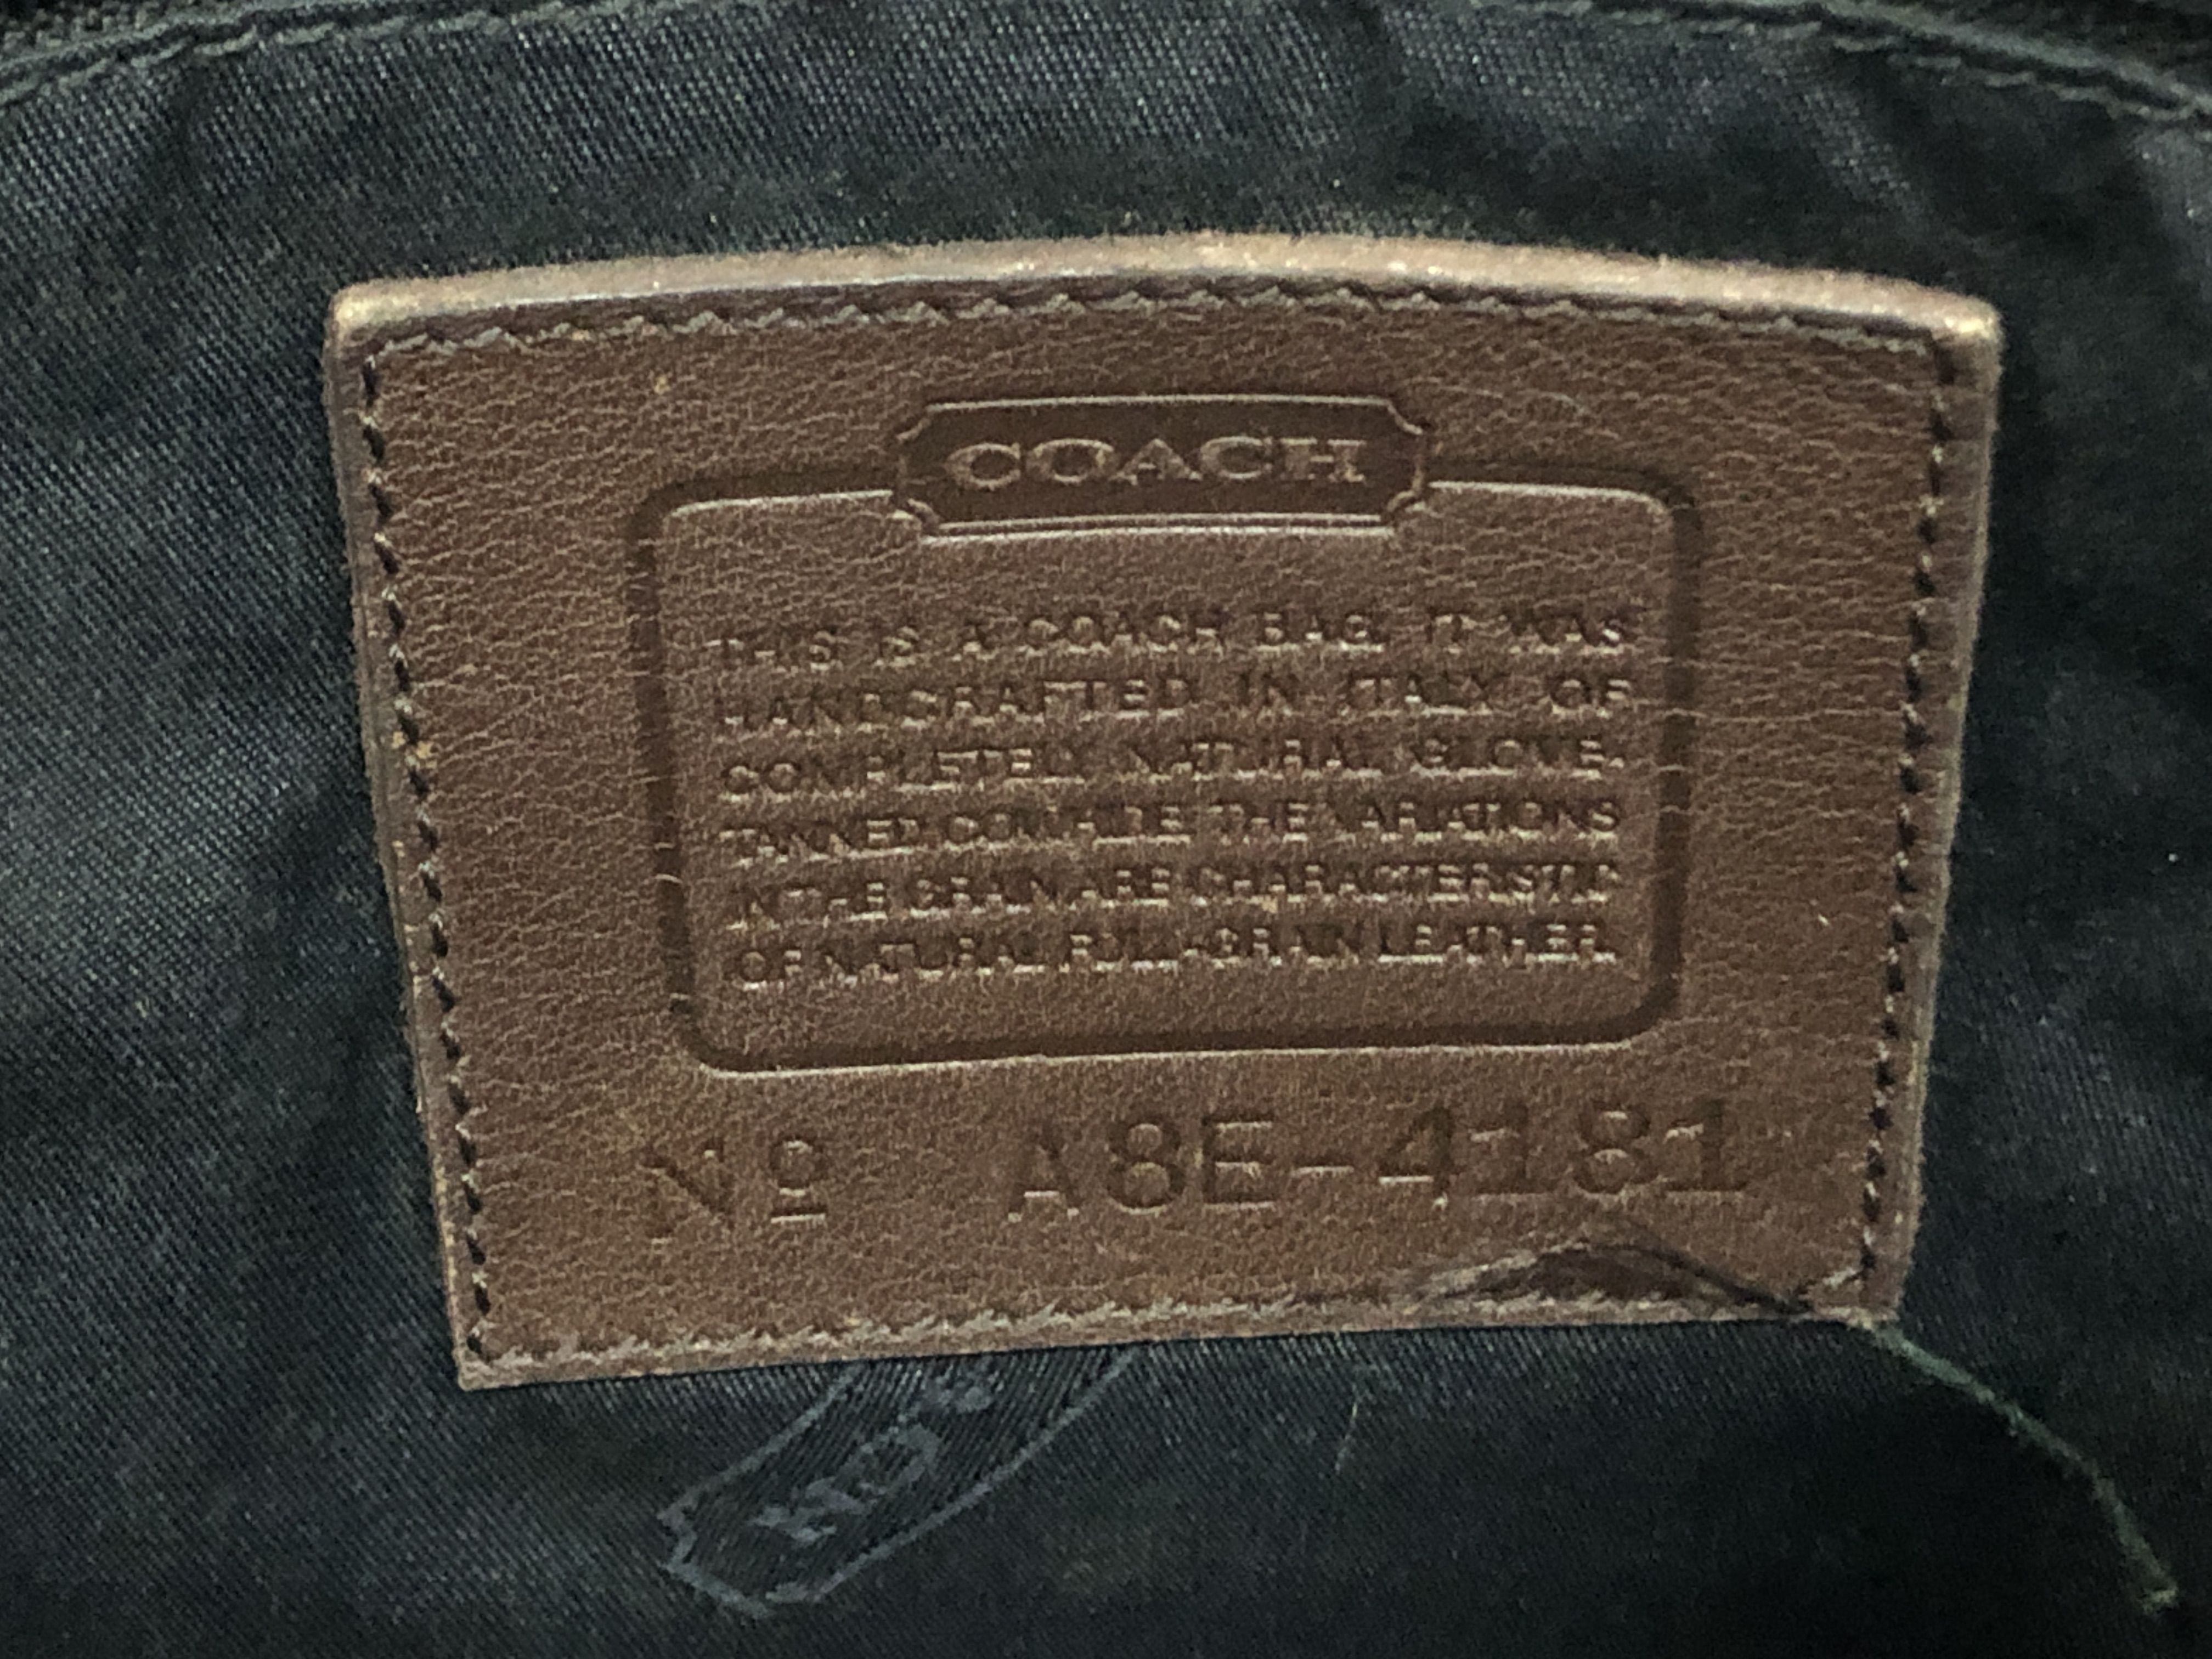 COACH
THIS IS A COACH BAG. IT WAS
HANDCRAFTED IN ITALY OF
COMPLETELY NATURAL GLOVE-
TANNED COWHIDE THE VARIATIONS
IN THE GRAIN ARE CHARACTERISTIC
OF NATURAL FULL-GRAIN LEATHER.
Nº A8E-4181